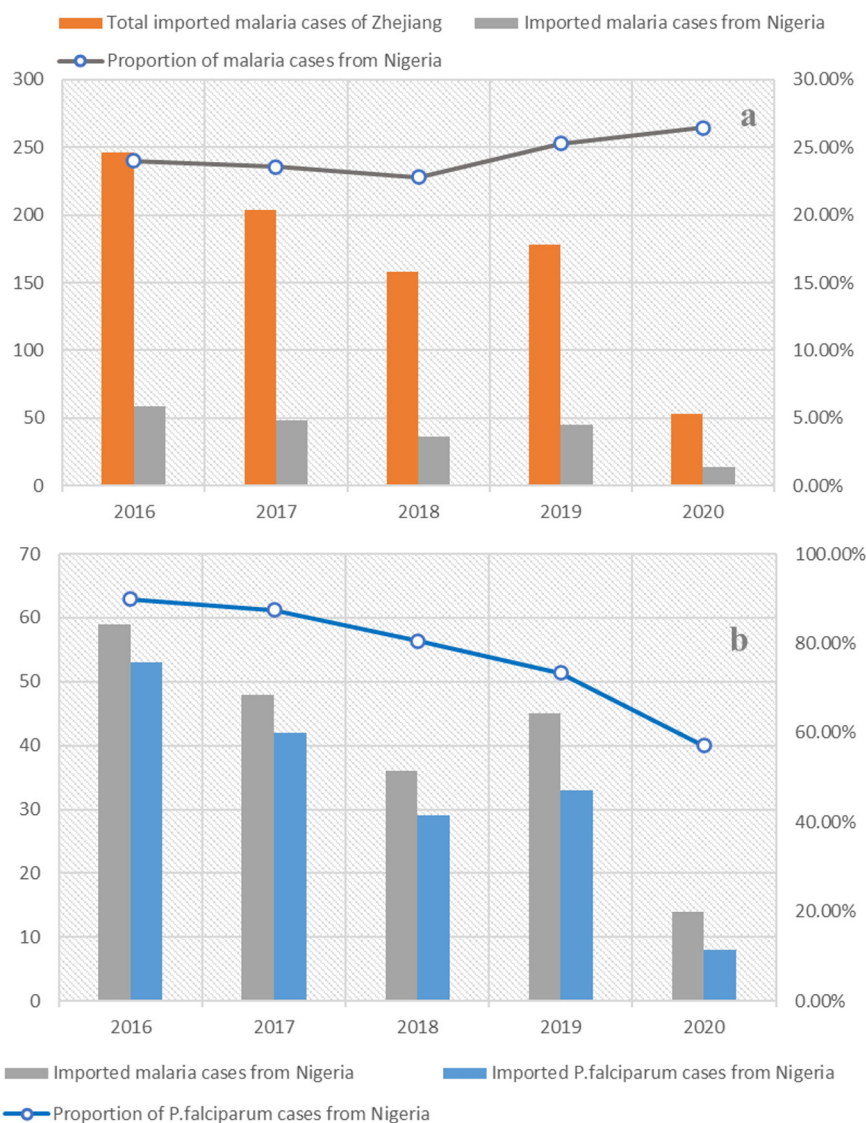 Total imported malaria cases of Zhejiang Imported malaria cases from Nigeria
Proportion of malaria cases from Nigeria
300 30.00%
a
250 25.00%
200 20.00%
150 15.00%
100 10.00%
50 5.00%
0 0.00%
2016 2017 2018 2019 2020
70 100.00%
60
80.00%
b
50
60.00%
40
30
40.00%
20
20.00%
10
0 0.00%
2016 2017 2018 2019 2020
Imported malaria cases from Nigeria Imported P.falciparum cases from Nigeria
Proportion of P.falciparum cases from Nigeria